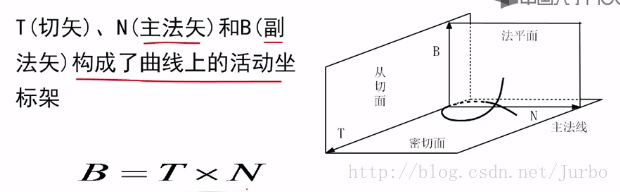 T(切矢)、N(主法矢)和B(副
法矢)构成了曲线上的活动坐
标架
B = T × N
法平面
B
从
切
面
N
T
主法线
密切面
http://blog.csdn.net/Jurbo